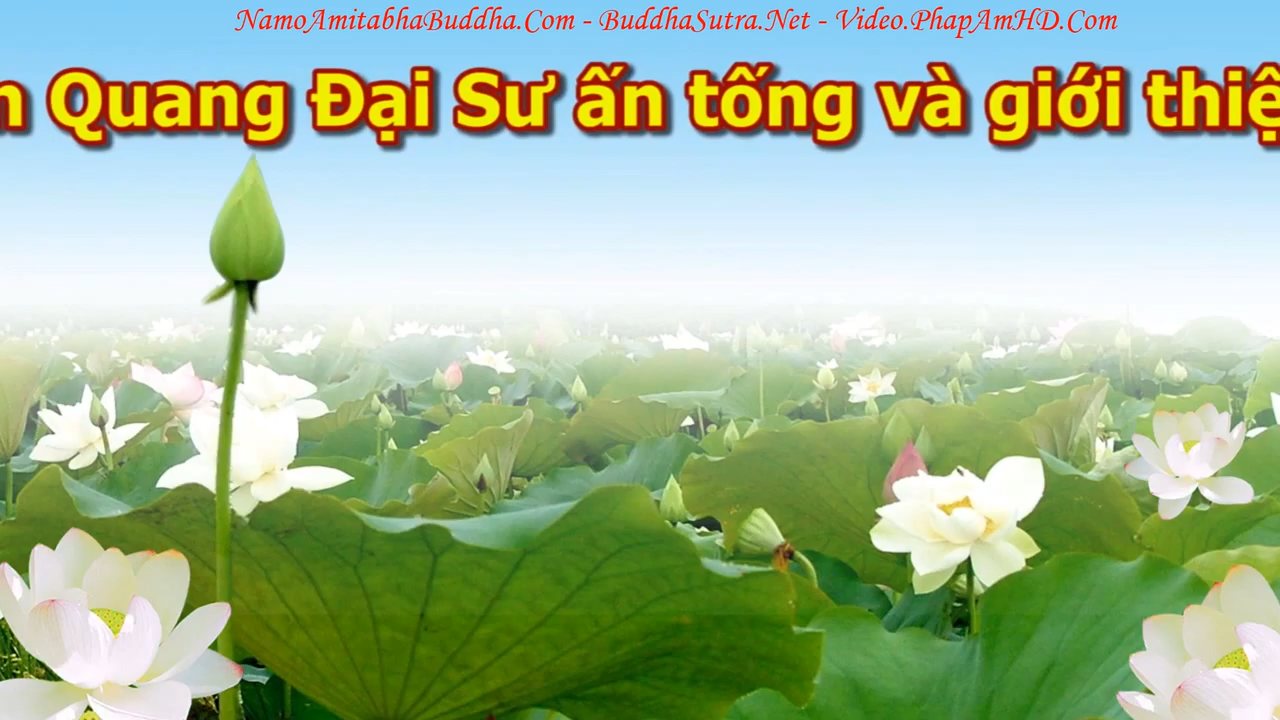 NamoAmitabhaBuddha.Com - BuddhaSutra.Net - Video.PhapAmHD.Com
Quang Đại Sư ấn tống và giới